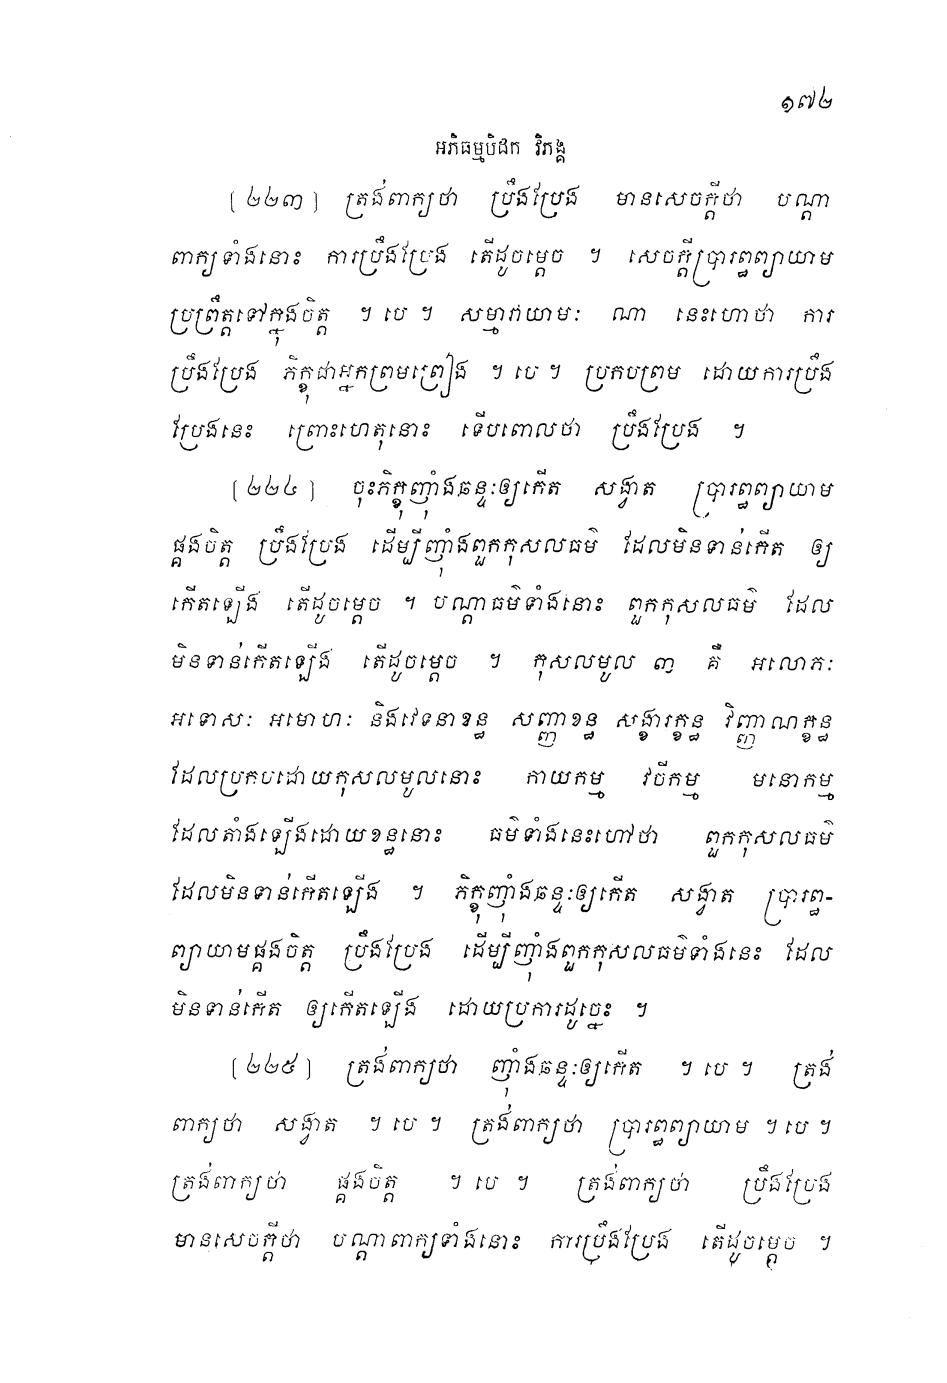 ១៧២
អភិធម្មបិដក វិភង្គ
[២២៣] ត្រង់ពាក្យថា ប្រឹងប្រែង មានសេចក្តីថា បណ្តា
ពាក្យទាំងនោះ ការប្រឹងប្រែង តើដូចម្តេច ។ សេចក្តីប្រារព្ធព្យាយាម
ប្រព្រឹត្តទៅក្នុងចិត្ត ។ បេ ។ សម្មាវាយាមៈ ណា នេះហៅថា ការ
ប្រឹងប្រែង ភិក្ខុជាអ្នកព្រមព្រៀង ។ បេ ។ ប្រកបព្រម ដោយការប្រឹង
ប្រែងនេះ ព្រោះហេតុនោះ ទើបពោលថា ប្រឹងប្រែង ។
[២២៤] ចុះភិក្ខុញ៉ាំងឆន្ទៈឲ្យកើត សង្វាត ប្រារព្ធព្យាយាម
ផ្គងចិត្ត ប្រឹងប្រែង ដើម្បីញ៉ាំងពួកកុសលធម៌ ដែលមិនទាន់កើត ឲ្យ
កើតឡើង តើដូចម្តេច ។ បណ្តាធម៌ទាំងនោះ ពួកកុសលធម៌ ដែល
មិនទាន់កើតឡើង តើដូចម្តេច ។ កុសលមូល ៣ គឺ អលោភៈ
អទោសៈ អមោហៈ និងវេទនាខន្ធ សញ្ញាខន្ធ សង្ខារក្ខន្ធ វិញ្ញាណក្ខន្ធ
ដែលប្រកបដោយកុសលមូលនោះ កាយកម្ម វចីកម្ម មនោកម្ម
ដែលតាំងឡើងដោយខន្ធនោះ ធម៌ទាំងនេះហៅថា ពួកកុសលធម៌
ដែលមិនទាន់កើតឡើង ។ ភិក្ខុញ៉ាំងឆន្ទៈឲ្យកើត សង្វាត ប្រារព្ធ-
ព្យាយាមផ្គងចិត្ត ប្រឹងប្រែង ដើម្បីញ៉ាំងពួកកុសលធម៌ទាំងនេះ ដែល
មិនទាន់កើត ឲ្យកើតឡើង ដោយប្រការដូច្នេះ ។
[២២៥] ត្រង់ពាក្យថា ញ៉ាំងឆន្ទៈឲ្យកើត ។ បេ ។ ត្រង់
ពាក្យថា សង្វាត ។ បេ ។ ត្រង់ពាក្យថា ប្រារព្ធព្យាយាម ។ បេ ។
ត្រង់ពាក្យថា ផ្គងចិត្ត ។ បេ ។ ត្រង់ពាក្យថា ប្រឹងប្រែង
មានសេចក្តីថា បណ្តាពាក្យទាំងនោះ ការប្រឹងប្រែង តើដូចម្តេច ។